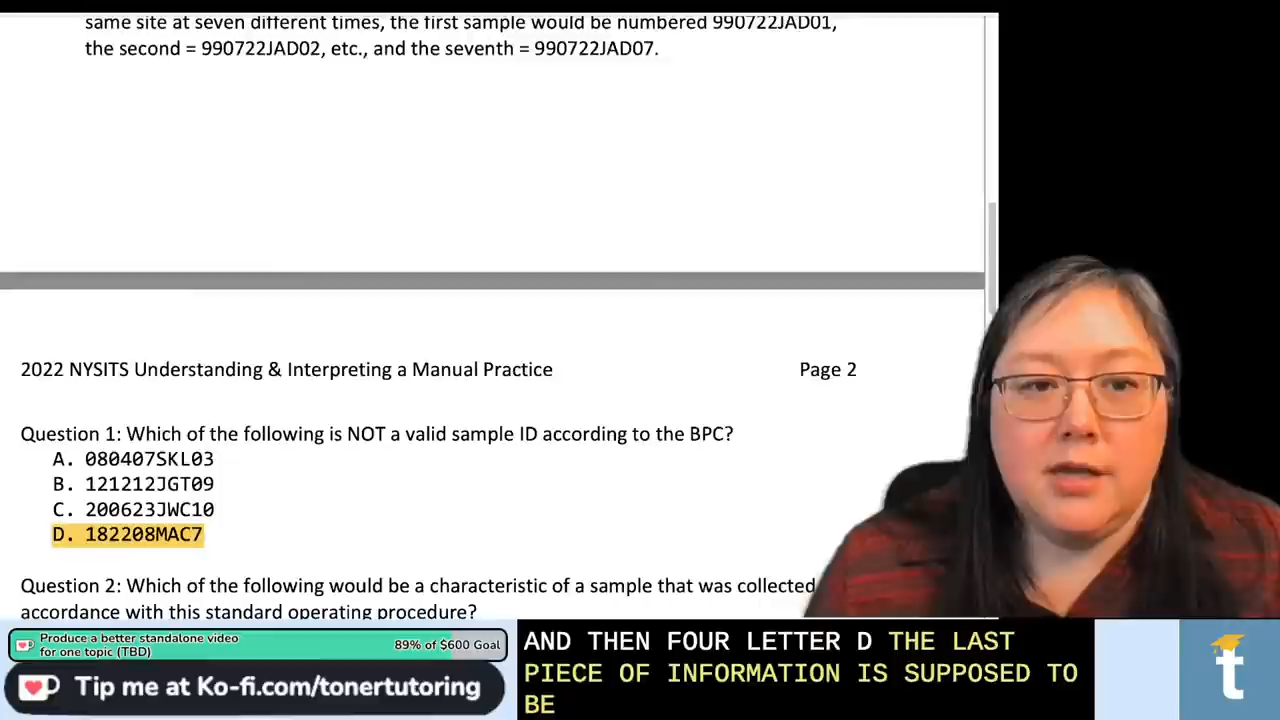 same site at seven different times, the first sample would be numbered 990722JAD01,
the second = 990722JAD02, etc., and the seventh = 990722JAD07.
2022 NYSITS Understanding & Interpreting a Manual Practice
Page 2
Question 1: Which of the following is NOT a valid sample ID according to the BPC?
A. 080407SKL03
B. 121212JGT09
C. 200623JWC10
D. 182208MAC7
Question 2: Which of the following would be a characteristic of a sample that was collected
accordance with this standard operating procedure?
Produce a better standalone video
for one topic (TBD)
89% of $600 Goal
Tip me at Ko-fi.com/tonertutoring
AND THEN FOUR LETTER D THE LAST
PIECE OF INFORMATION IS SUPPOSED TO
BE
t